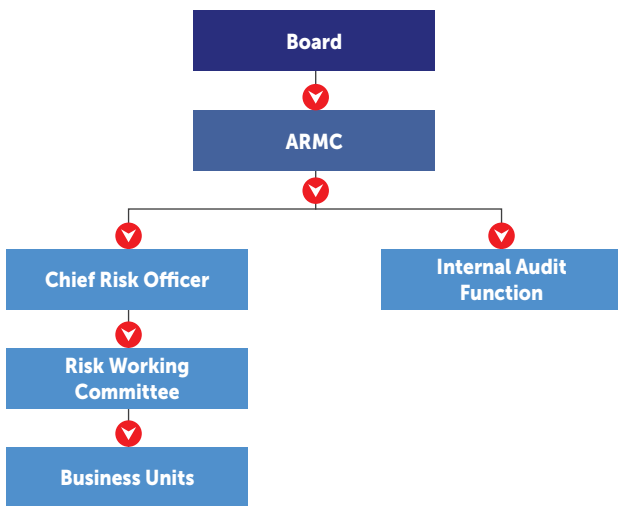 Board
ARMC
Chief Risk Officer
Internal Audit
Function
Risk Working
Committee
Business Units